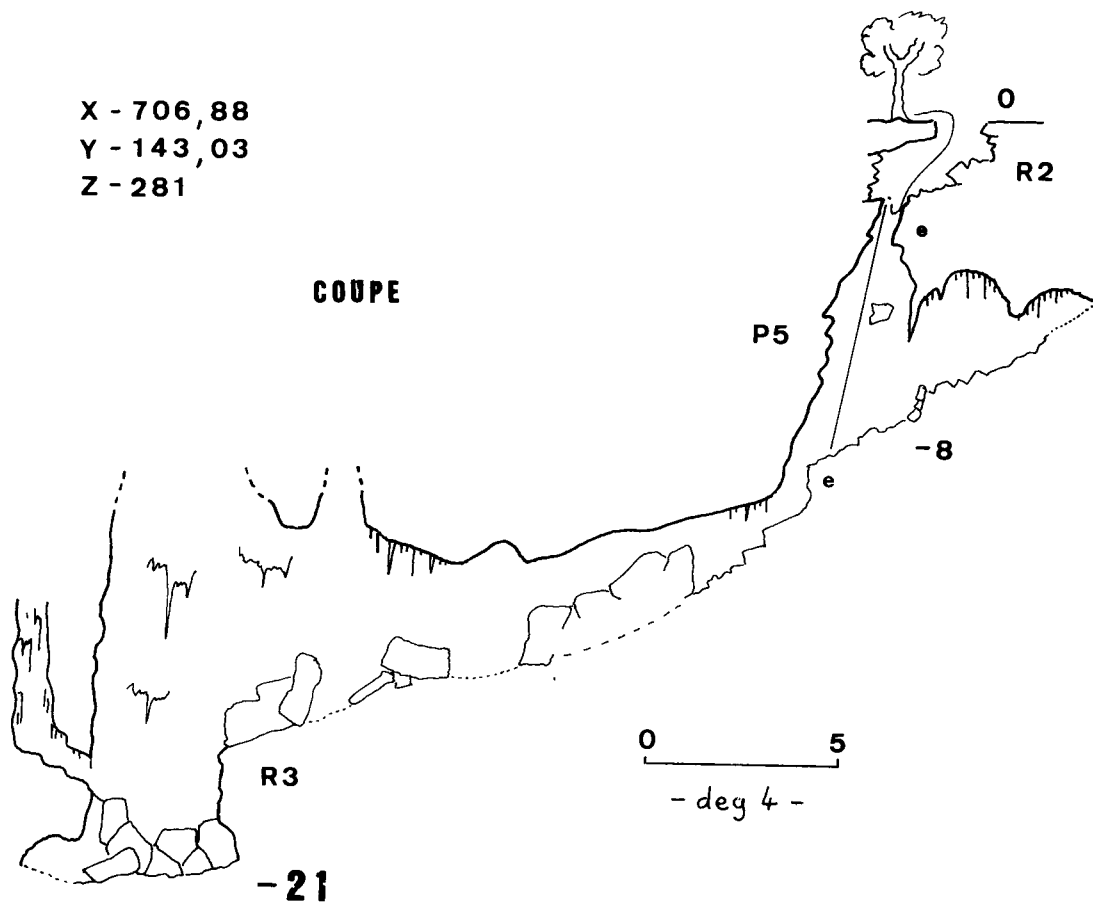 X - 706,88
Y - 143,03
Z - 281
COUPE
0
R2
e
P5
-8
e
R3
0 5
- deg 4 -
-21